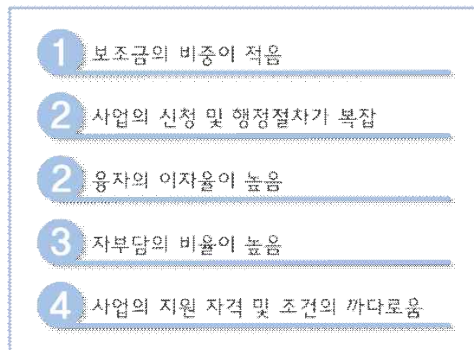 1 보조금의 비중이 적음
2 사업의 신청 및 행정절차가 복잡
2 융자의 이자율이 높음
3 자부담의 비율이 높음
4 사업의 지원 자격 및 조건의 까다로움